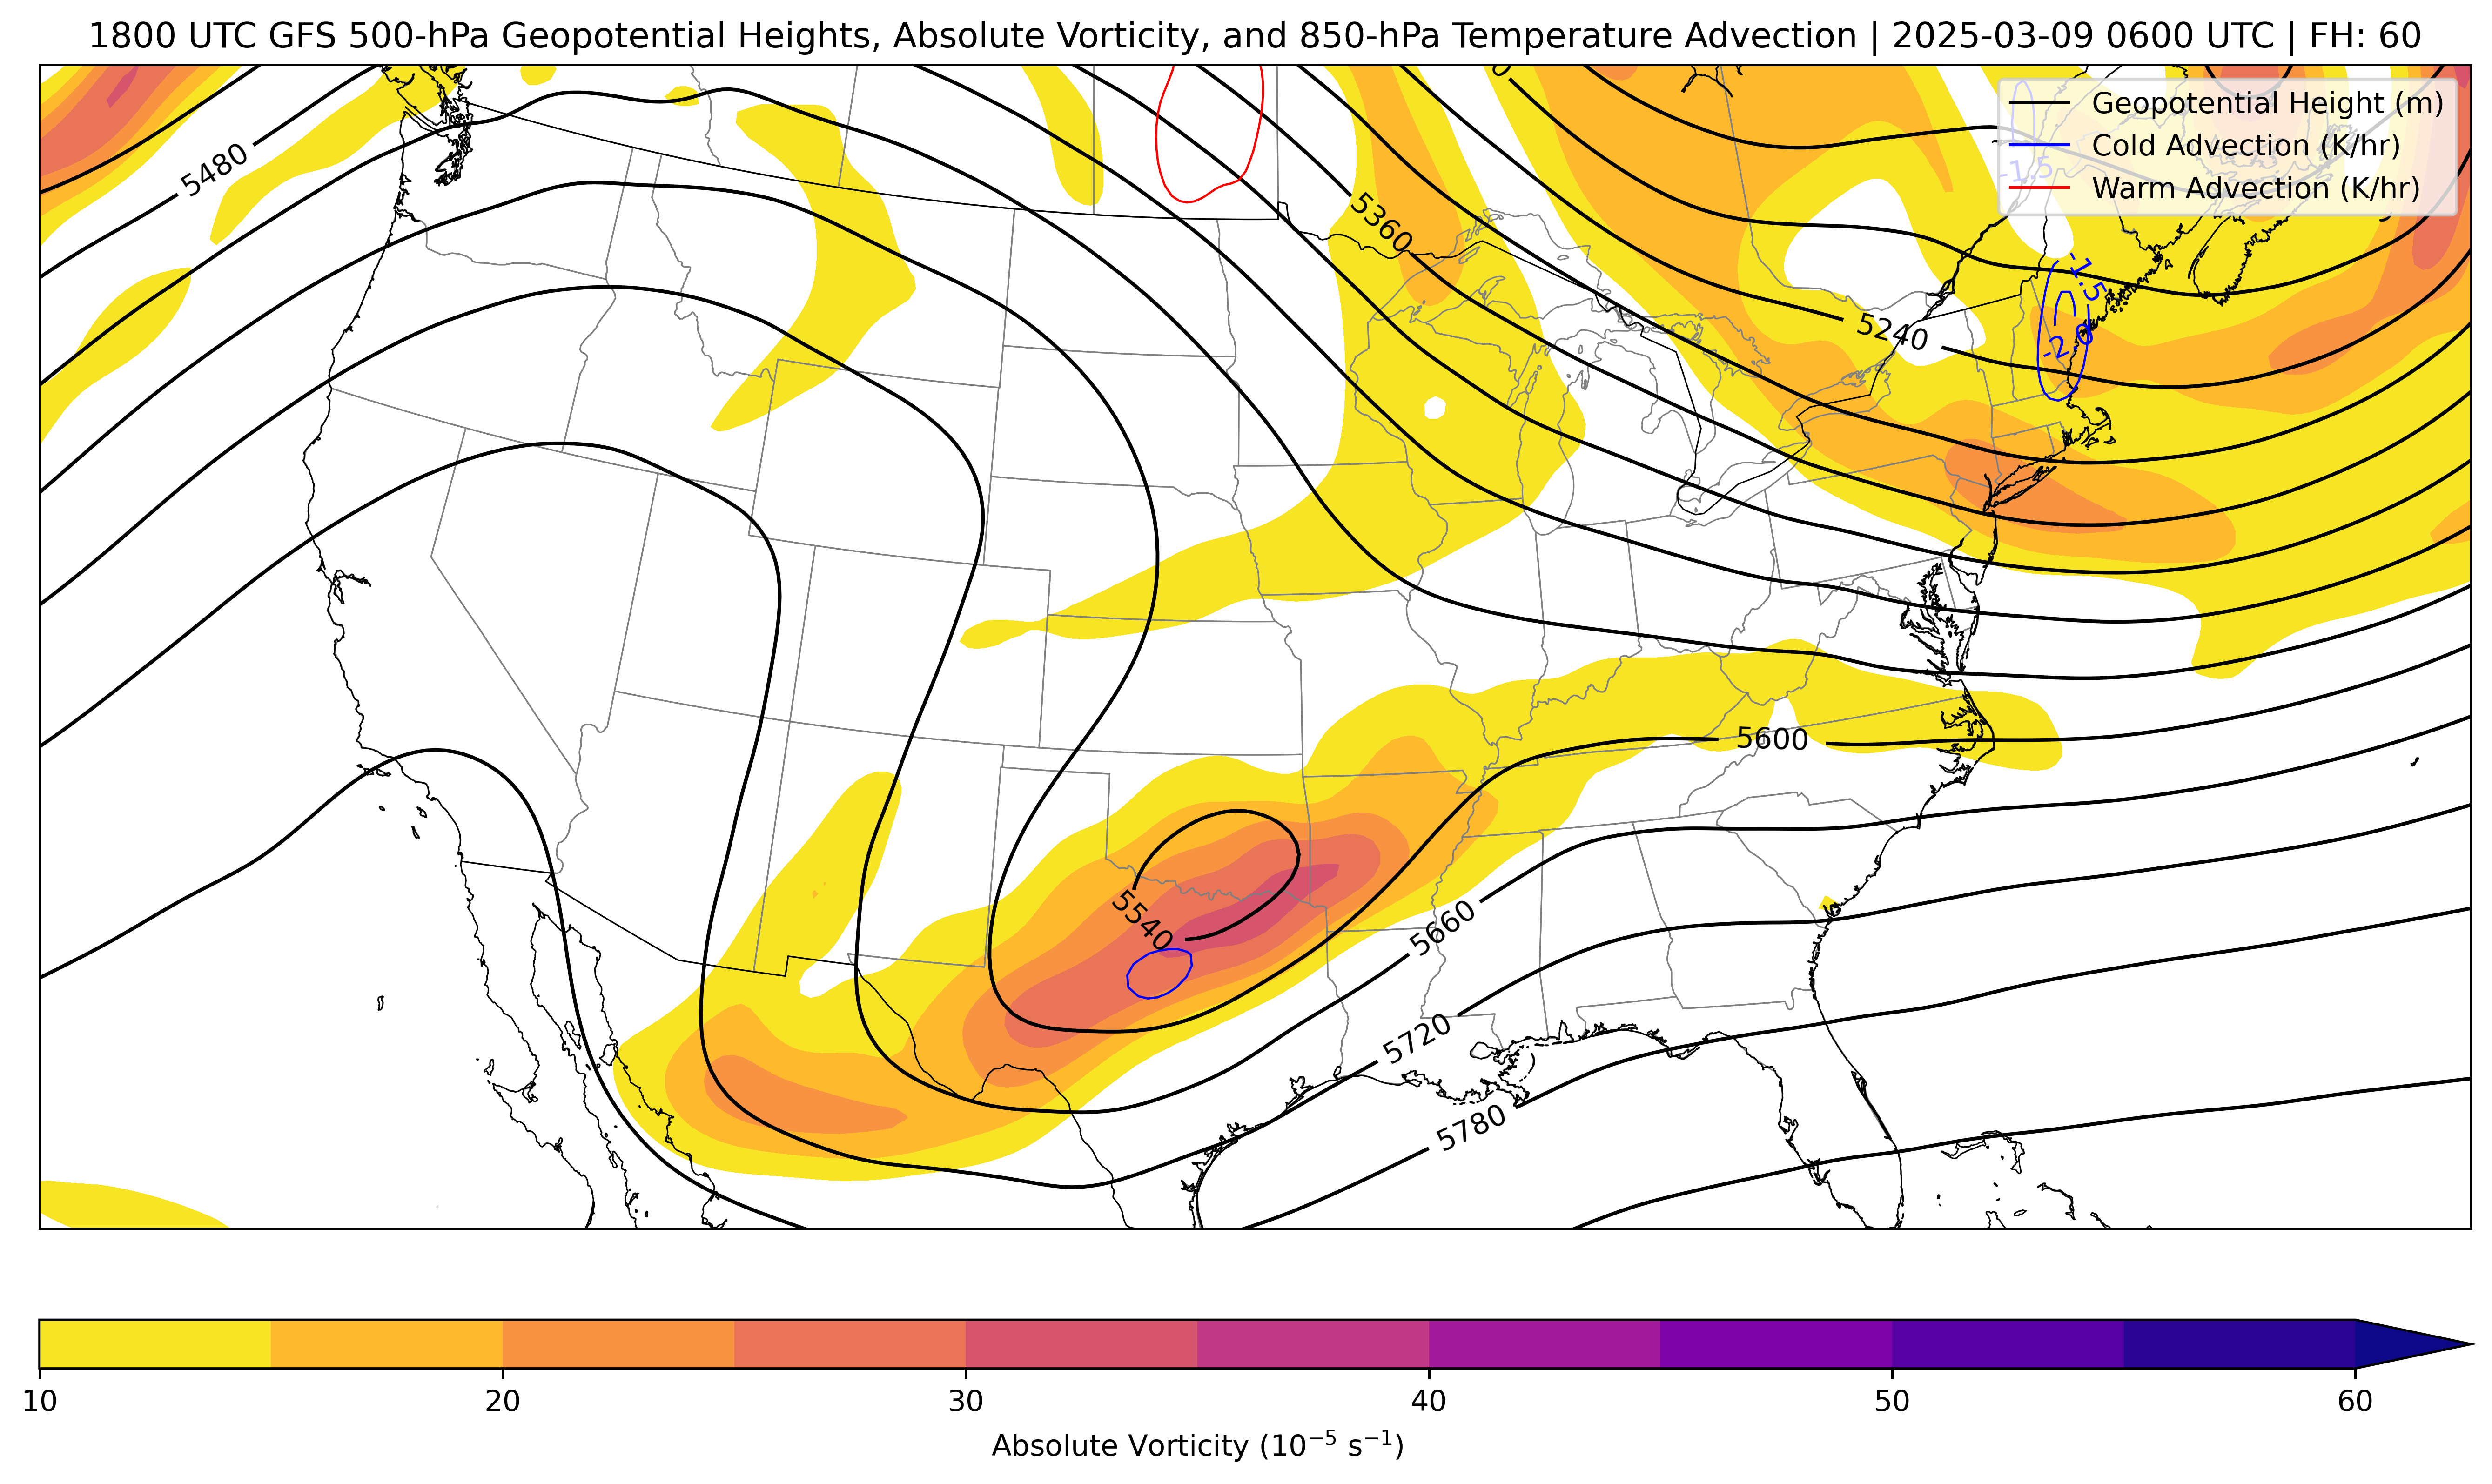 1800 UTC GFS 500-hPa Geopotential Heights, Absolute Vorticity, and 850-hPa Temperature Advection | 2025-03-09 0600 UTC | FH: 60
Geopotential Height (m)
Cold Advection (K/hr)
Warm Advection (K/hr)
-1.5
5480
5360
-1.5
5240
-2.0
5600
5540
5660
5720
5780
10 20 30 40 50 60
Absolute Vorticity (10⁻⁵ s⁻¹)